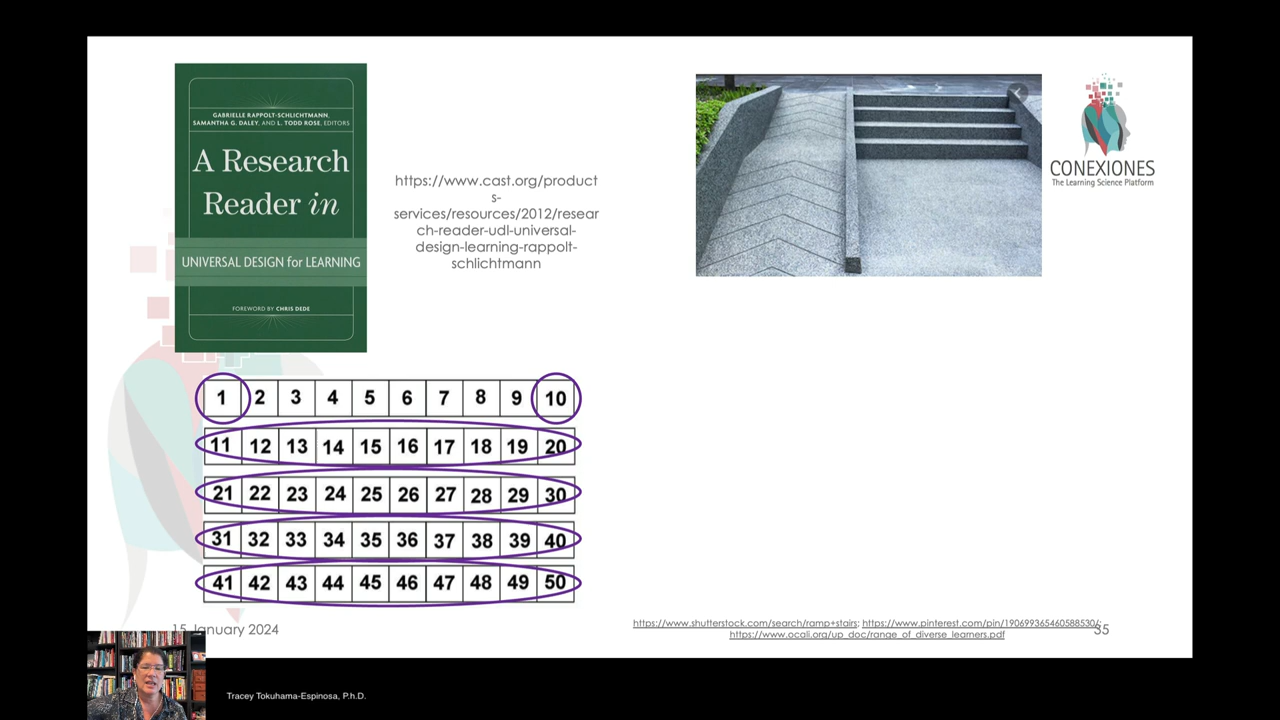 GABRIELLE RAPPOLT-SCHLICHTMANN,
SAMANTHA G. DALEY, AND L. TODD ROSE, EDITORS
A Research
Reader in
UNIVERSAL DESIGN for LEARNING
FOREWORD BY CHRIS DEDE
https://www.cast.org/product
s-
services/resources/2012/resear
ch-reader-udl-universal-
design-learning-rappolt-
schlichtmann
CONEXIONES
The Learning Science Platform
1 2 3 4 5 6 7 8 9 10
11 12 13 14 15 16 17 18 19 20
21 22 23 24 25 26 27 28 29 30
31 32 33 34 35 36 37 38 39 40
41 42 43 44 45 46 47 48 49 50
15 January 2024
https://www.shutterstock.com/search/ramp+stairs; https://www.pinterest.com/pin/190699365460588530/;
https://www.ocali.org/up_doc/range_of_diverse_learners.pdf
35
Tracey Tokuhama-Espinosa, Ph.D.